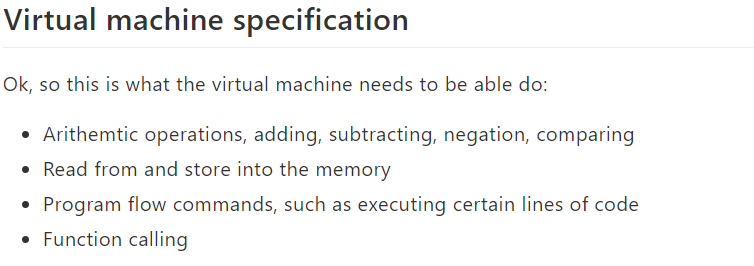 Virtual machine specification
Ok, so this is what the virtual machine needs to be able do:
Arithemtic operations, adding, subtracting, negation, comparing
Read from and store into the memory
Program flow commands, such as executing certain lines of code
Function calling